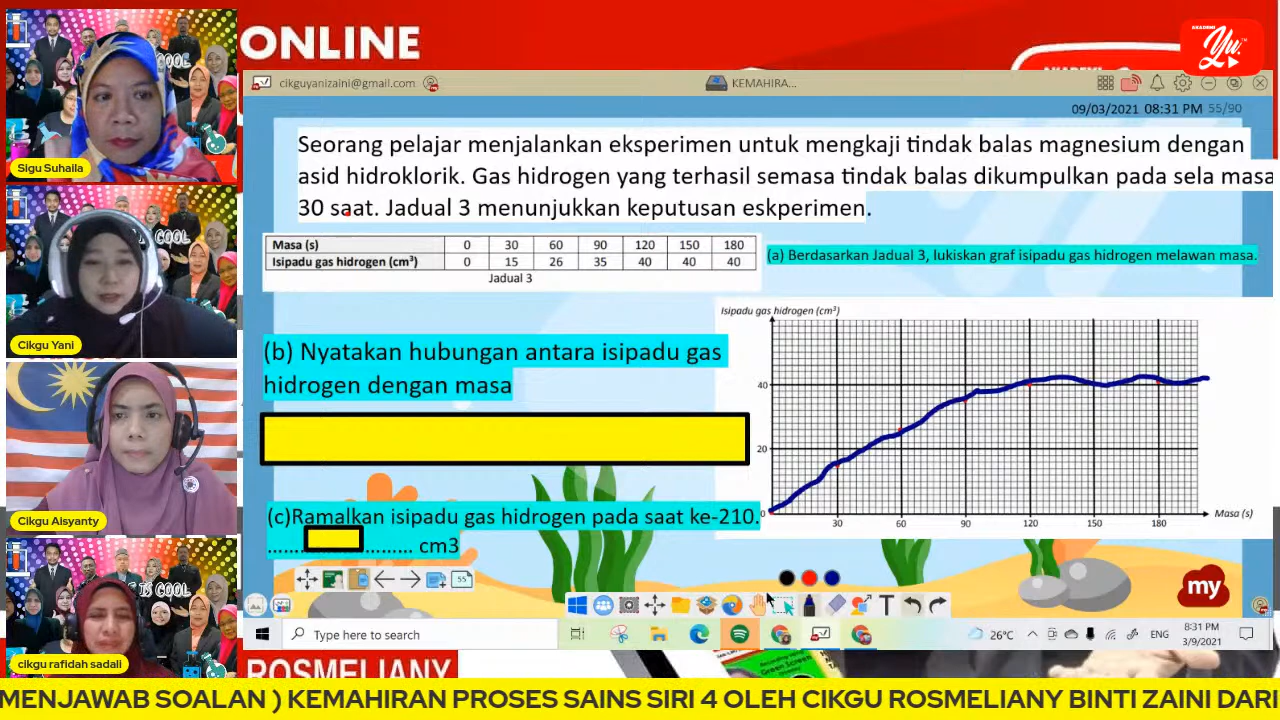 ONLINE
AKADEMI
Yu
cikguyanizaini@gmail.com
KEMAHIRA...
09/03/2021 08:31 PM 55/90
Seorang pelajar menjalankan eksperimen untuk mengkaji tindak balas magnesium dengan
asid hidroklorik. Gas hidrogen yang terhasil semasa tindak balas dikumpulkan pada sela masa
30 saat. Jadual 3 menunjukkan keputusan eskperimen.
Masa (s) 0 30 60 90 120 150 180
Isipadu gas hidrogen (cm³) 0 15 26 35 40 40 40
Jadual 3
(a) Berdasarkan Jadual 3, lukiskan graf isipadu gas hidrogen melawan masa.
Isipadu gas hidrogen (cm³)
40
20
0
30 60 90 120 150 180
Masa (s)
(b) Nyatakan hubungan antara isipadu gas
hidrogen dengan masa
(c)Ramalkan isipadu gas hidrogen pada saat ke-210.
................ cm3
55
my
Type here to search
26°C
ENG
8:31 PM
3/9/2021
Sigu Suhaila
Cikgu Yani
Cikgu Aisyanty
cikgu rafidah sadali
ROSMELIANY
Green Screen
MENJAWAB SOALAN ) KEMAHIRAN PROSES SAINS SIRI 4 OLEH CIKGU ROSMELIANY BINTI ZAINI DARI